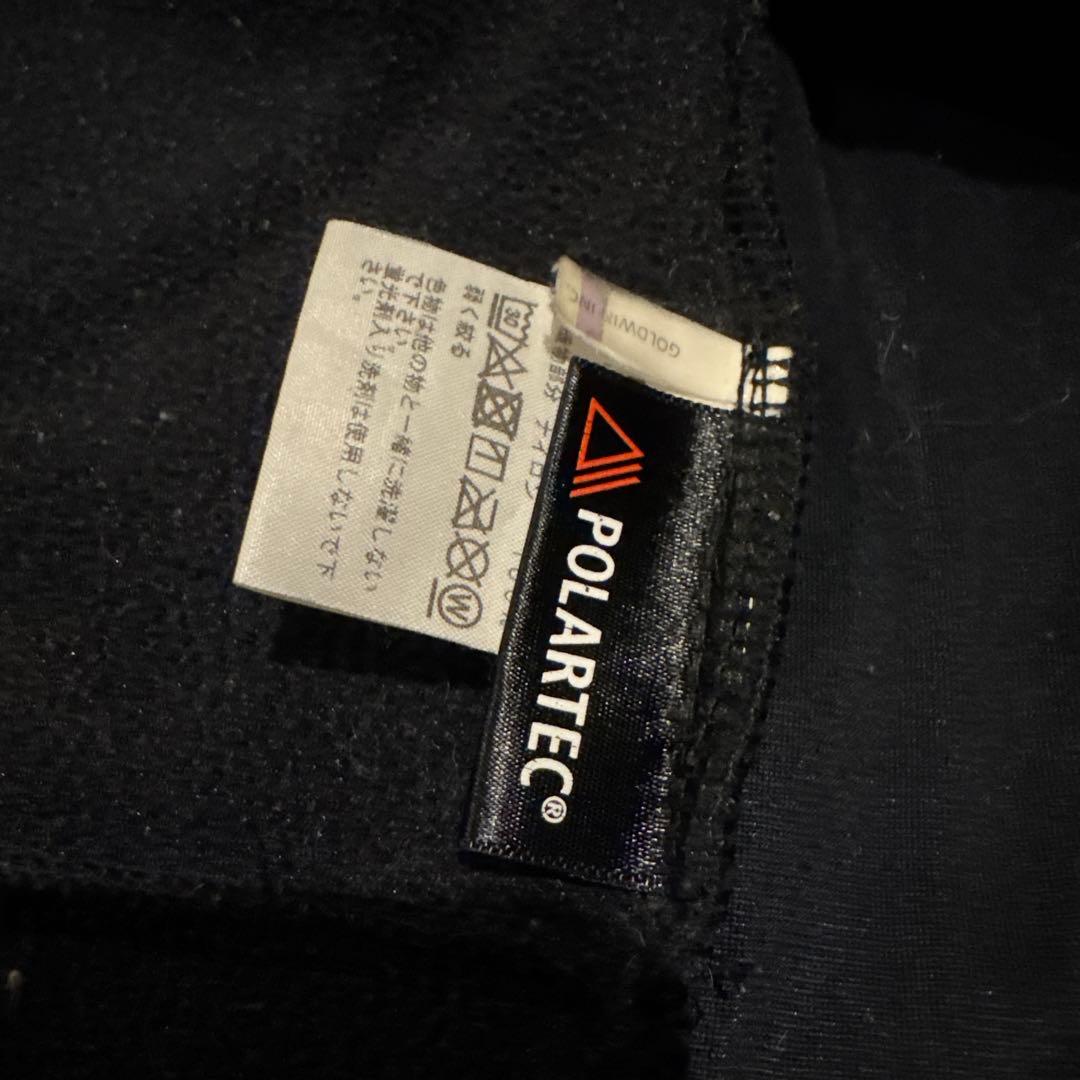 GOLDWIN INC.
POLARTEC®
ナイロン
30
W
軽く絞る
色物は他の物と一緒に洗濯しない
で下さい。
蛍光剤入り洗剤は使用しないで下
さい。